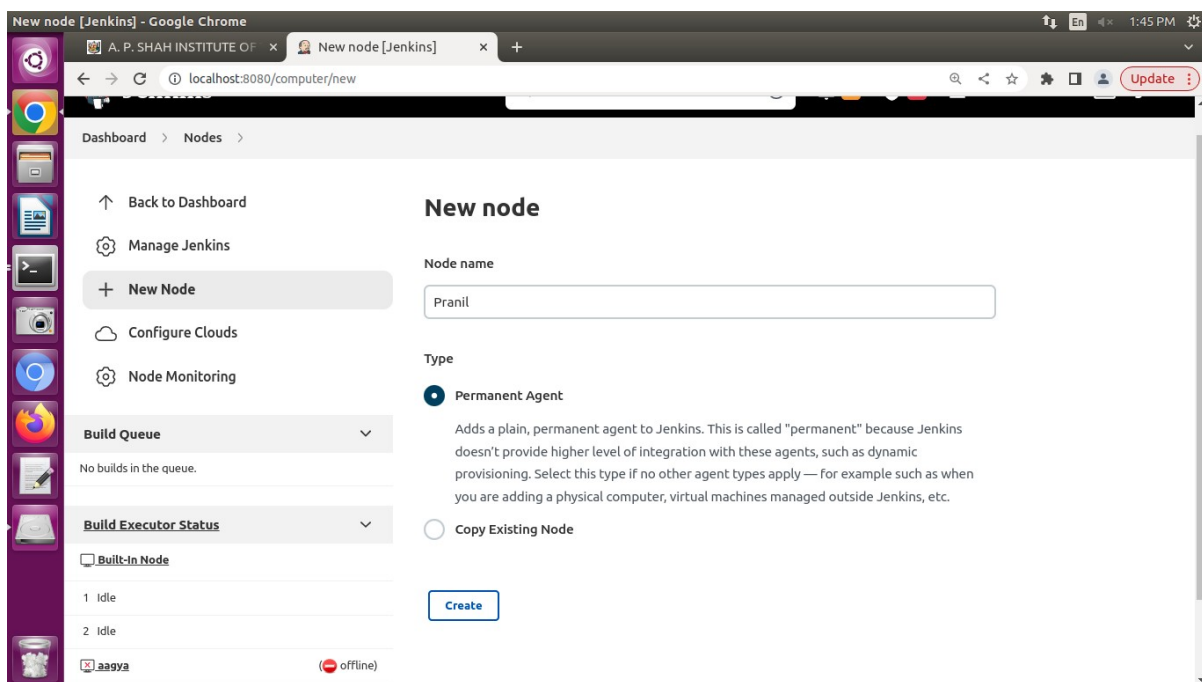 New node [Jenkins] - Google Chrome
En
1:45 PM
A. P. SHAH INSTITUTE OF
New node [Jenkins]
localhost:8080/computer/new
Update
Dashboard
Nodes
Back to Dashboard
Manage Jenkins
New Node
Configure Clouds
Node Monitoring
Build Queue
No builds in the queue.
Build Executor Status
Built-In Node
1 Idle
2 Idle
aagya (offline)
New node
Node name
Pranil
Type
Permanent Agent
Adds a plain, permanent agent to Jenkins. This is called "permanent" because Jenkins
doesn't provide higher level of integration with these agents, such as dynamic
provisioning. Select this type if no other agent types apply — for example such as when
you are adding a physical computer, virtual machines managed outside Jenkins, etc.
Copy Existing Node
Create